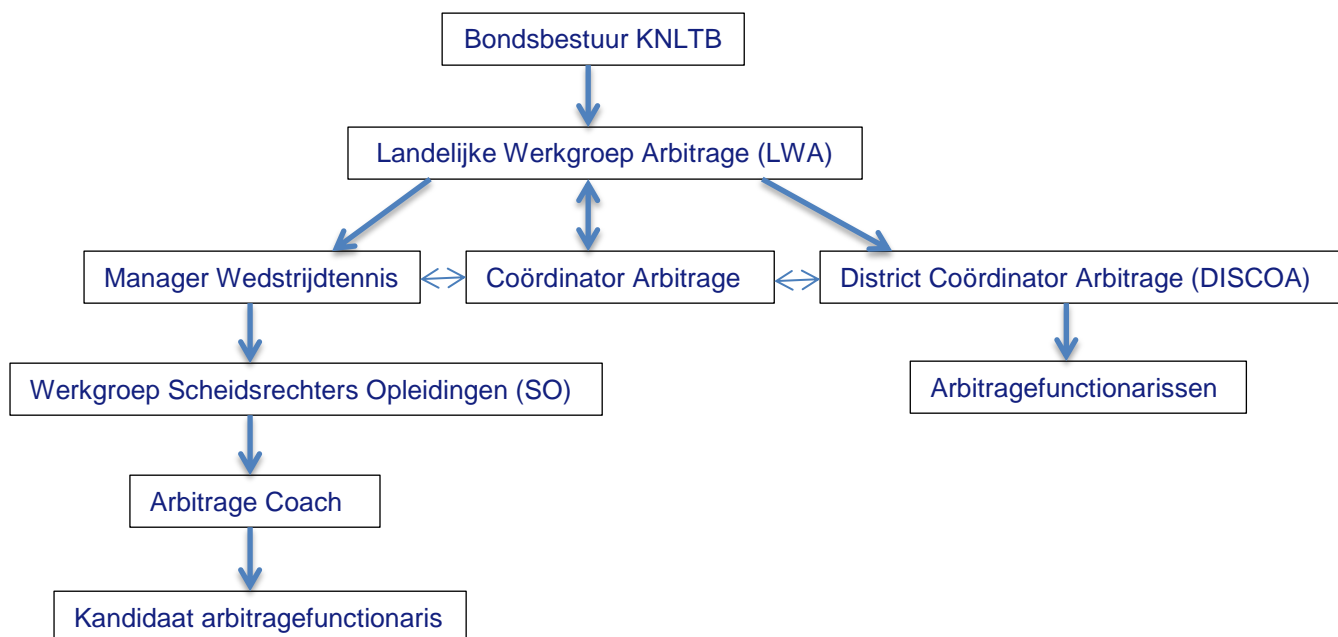 Bondsbestuur KNLTB
Landelijke Werkgroep Arbitrage (LWA)
Manager Wedstrijdtennis
Coördinator Arbitrage
District Coördinator Arbitrage (DISCOA)
Werkgroep Scheidsrechters Opleidingen (SO)
Arbitragefunctionarissen
Arbitrage Coach
Kandidaat arbitragefunctionaris